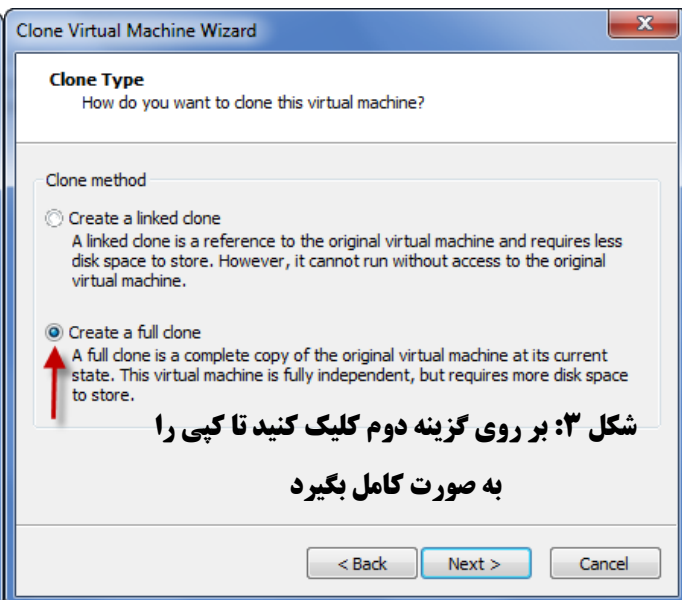 Clone Virtual Machine Wizard
Clone Type
How do you want to clone this virtual machine?
Clone method
Create a linked clone
A linked clone is a reference to the original virtual machine and requires less
disk space to store. However, it cannot run without access to the original
virtual machine.
Create a full clone
A full clone is a complete copy of the original virtual machine at its current
state. This virtual machine is fully independent, but requires more disk space
to store.
شکل ۳: بر روی گزینه دوم کلیک کنید تا کپی را
به صورت کامل بگیرد
< Back Next > Cancel